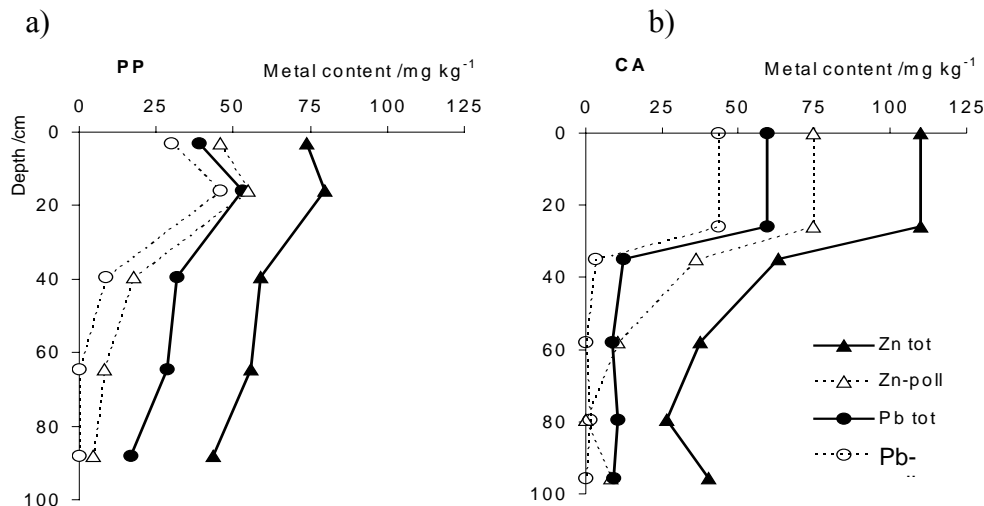 a)
PP
Metal content /mg kg-1
0 25 50 75 100 125
Depth /cm
0
20
40
60
80
100
b)
CA
Metal content /mg kg-1
0 25 50 75 100 125
0
20
40
60
80
100
Zn tot
Zn-poll
Pb tot
Pb-